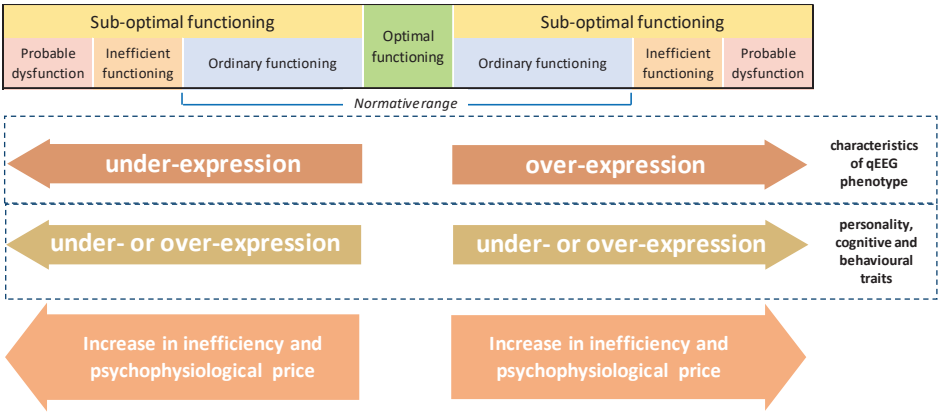 Sub-optimal functioning
Optimal
functioning
Sub-optimal functioning
Probable
dysfunction
Inefficient
functioning
Ordinary functioning
Ordinary functioning
Inefficient
functioning
Probable
dysfunction
Normative range
under-expression
over-expression
characteristics
of qEEG
phenotype
under- or over-expression
under- or over-expression
personality,
cognitive and
behavioural
traits
Increase in inefficiency and
psychophysiological price
Increase in inefficiency and
psychophysiological price